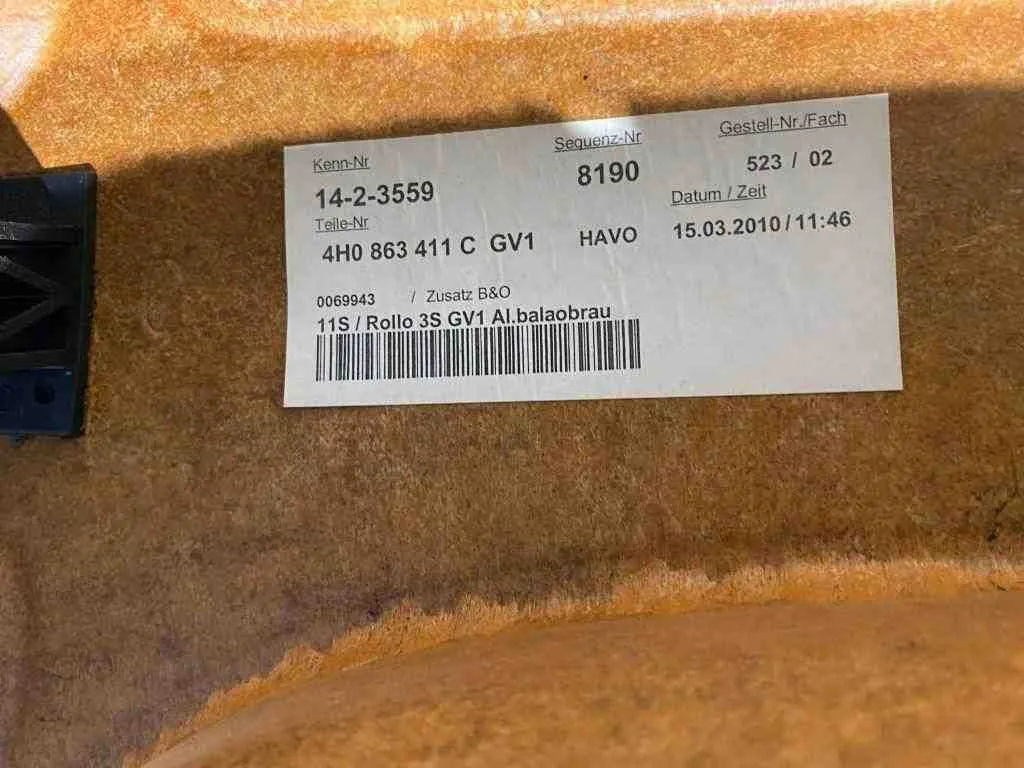 Kenn-Nr Sequenz-Nr Gestell-Nr./Fach
14-2-3559 8190 523 / 02
Teile-Nr Datum / Zeit
4H0 863 411 C GV1 HAVO 15.03.2010 / 11:46
0069943 / Zusatz B&O
11S / Rollo 3S GV1 Al.balaobrau